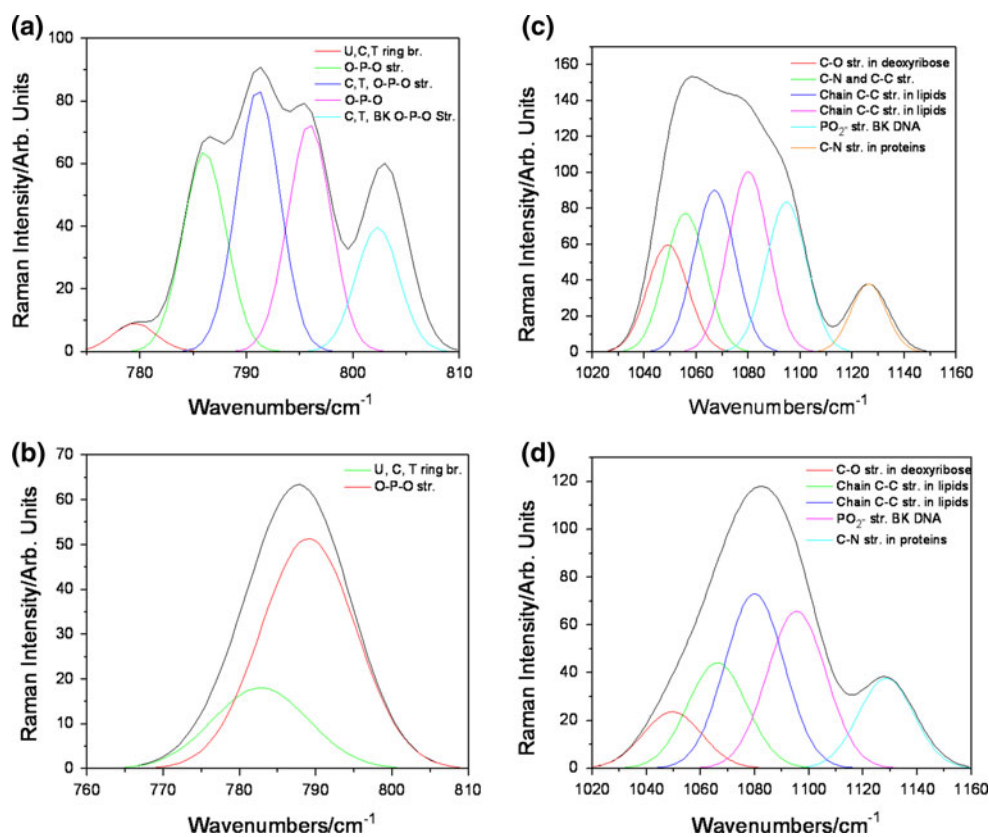 (a)
100
80
60
40
20
0
Raman Intensity/Arb. Units
U,C,T ring br.
O-P-O str.
C,T, O-P-O str.
O-P-O
C,T, BK O-P-O Str.
780 790 800 810
Wavenumbers/cm-1
(c)
160
140
120
100
80
60
40
20
0
Raman Intensity/Arb. Units
C-O str. in deoxyribose
C-N and C-C str.
Chain C-C str. in lipids
Chain C-C str. in lipids
PO2- str. BK DNA
C-N str. in proteins
1020 1040 1060 1080 1100 1120 1140 1160
Wavenumbers/cm-1
(b)
70
60
50
40
30
20
10
0
Raman Intensity/Arb. Units
U, C, T ring br.
O-P-O str.
760 770 780 790 800 810
Wavenumbers/cm-1
(d)
120
100
80
60
40
20
0
Raman Intensity/Arb. Units
C-O str. in deoxyribose
Chain C-C str. in lipids
Chain C-C str. in lipids
PO2- str. BK DNA
C-N str. in proteins
1020 1040 1060 1080 1100 1120 1140 1160
Wavenumbers/cm-1